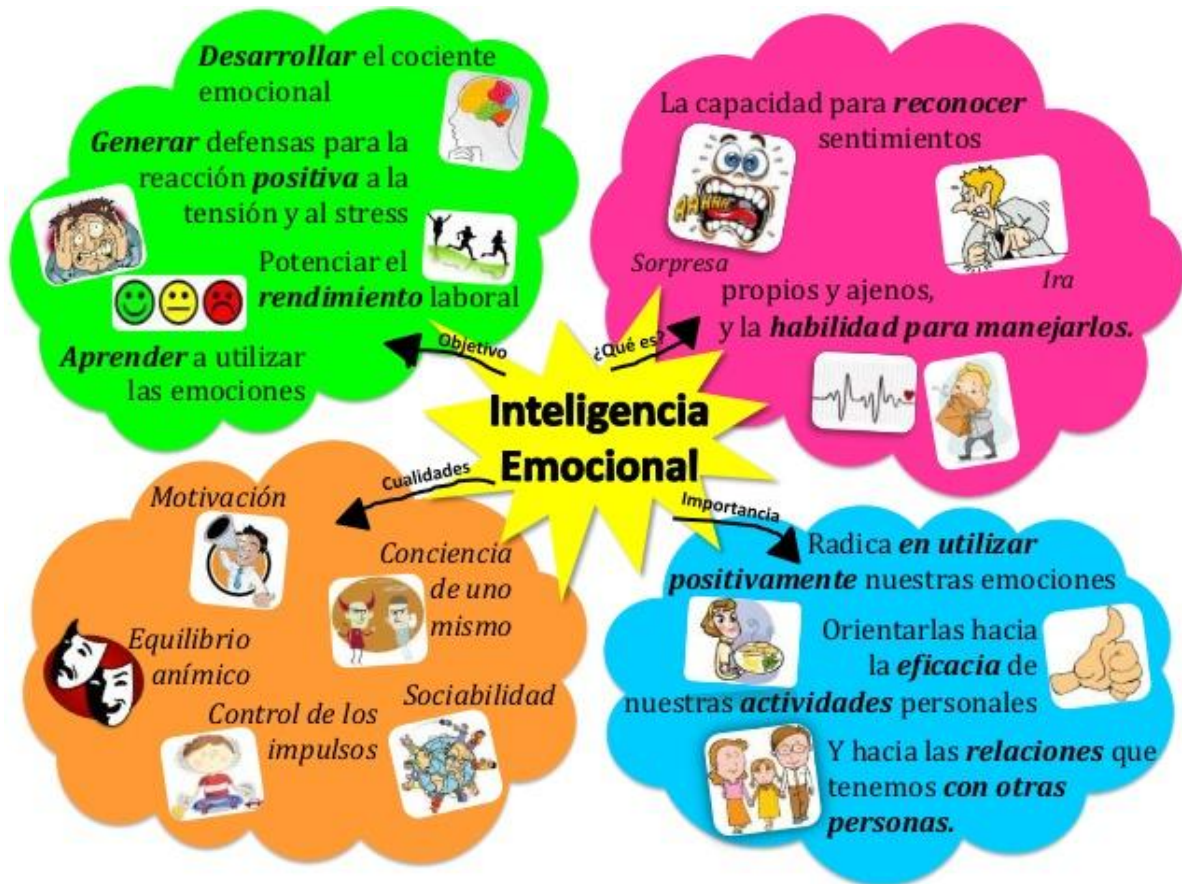 Desarrollar el cociente
emocional
Generar defensas para la
reacción positiva a la
tensión y al stress
Potenciar el
rendimiento laboral
Aprender a utilizar
las emociones
La capacidad para reconocer
sentimientos
AAHHH
Sorpresa
Ira
propios y ajenos,
y la habilidad para manejarlos.
Objetivo
¿Qué es?
Inteligencia
Emocional
Cualidades
Importancia
Motivación
Conciencia
de uno
mismo
Equilibrio
anímico
Sociabilidad
Control de los
impulsos
Radica en utilizar
positivamente nuestras emociones
Orientarlas hacia
la eficacia de
nuestras actividades personales
Y hacia las relaciones que
tenemos con otras
personas.